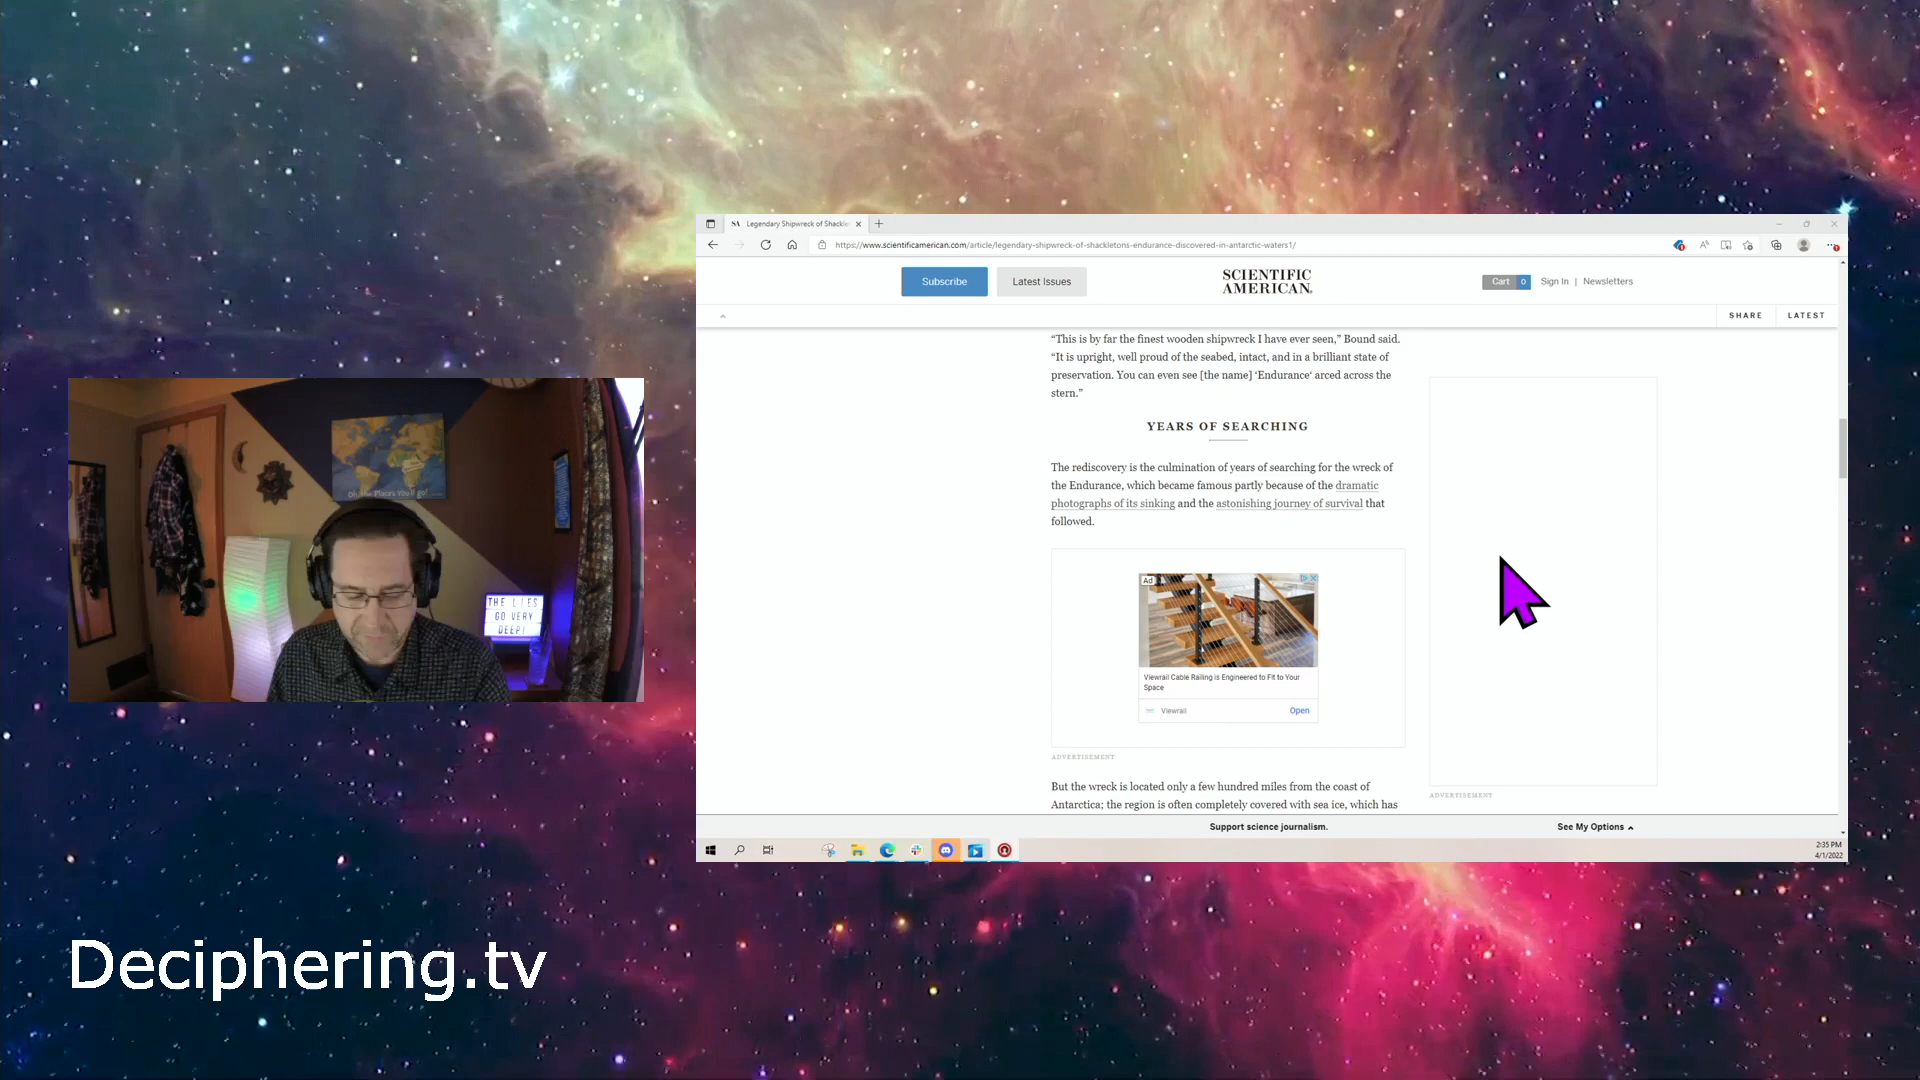 Legendary Shipwreck of Shackle
https://www.scientificamerican.com/article/legendary-shipwreck-of-shackletons-endurance-discovered-in-antarctic-waters1/
Subscribe
Latest Issues
SCIENTIFIC
AMERICAN
Cart 0
Sign In | Newsletters
SHARE
LATEST
“This is by far the finest wooden shipwreck I have ever seen,” Bound said.
“It is upright, well proud of the seabed, intact, and in a brilliant state of
preservation. You can even see [the name] ‘Endurance‘ arced across the
stern.”
YEARS OF SEARCHING
The rediscovery is the culmination of years of searching for the wreck of
the Endurance, which became famous partly because of the dramatic
photographs of its sinking and the astonishing journey of survival that
followed.
Ad
Viewrail Cable Railing is Engineered to Fit to Your
Space
Viewrail
Open
ADVERTISEMENT
But the wreck is located only a few hundred miles from the coast of
Antarctica; the region is often completely covered with sea ice, which has
ADVERTISEMENT
Support science journalism.
See My Options
2:35 PM
4/1/2022
Oh, the Places You'll go!
THE LIES
GO VERY
DEEP!
Deciphering.tv